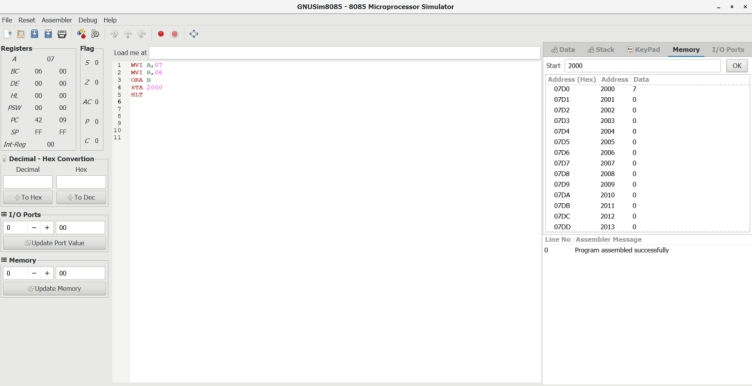 GNUSim8085 - 8085 Microprocessor Simulator
File Reset Assembler Debug Help
Registers
A 07
BC 06 00
DE 00 00
HL 00 00
PSW 00 00
PC 42 09
SP FF FF
Int-Reg 00
Flag
S 0
Z 0
AC 0
P 0
C 0
Decimal - Hex Convertion
Decimal Hex
To Hex To Dec
I/O Ports
0 − + 00
Update Port Value
Memory
0 − + 00
Update Memory
Load me at
1 MVI A,07
2 MVI B,06
3 ORA B
4 STA 2000
5 HLT
6
7
8
9
10
11
Data Stack KeyPad Memory I/O Ports
Start 2000 OK
Address (Hex) Address Data
07D0 2000 7
07D1 2001 0
07D2 2002 0
07D3 2003 0
07D4 2004 0
07D5 2005 0
07D6 2006 0
07D7 2007 0
07D8 2008 0
07D9 2009 0
07DA 2010 0
07DB 2011 0
07DC 2012 0
07DD 2013 0
Line No Assembler Message
0 Program assembled successfully